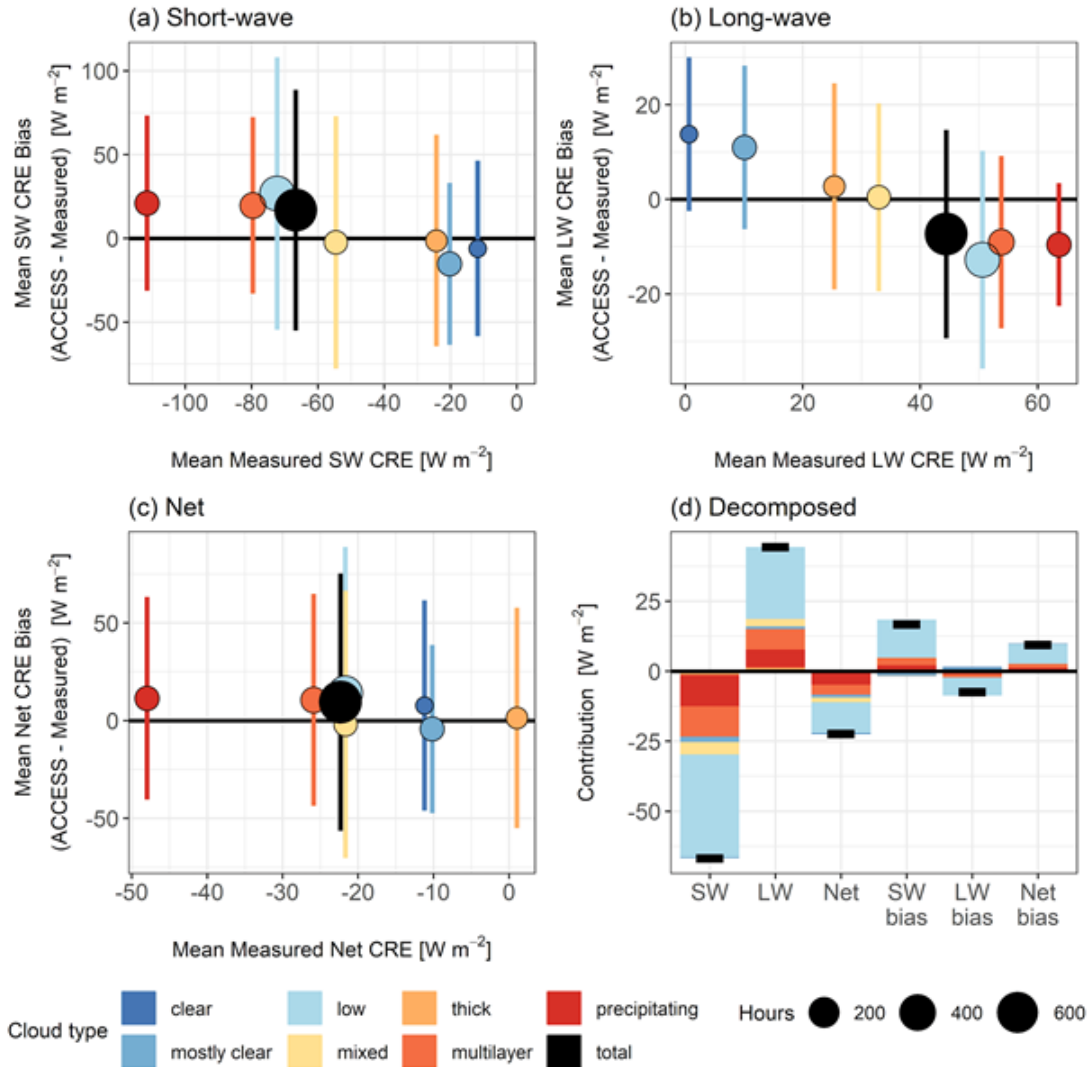 (a) Short-wave
Mean SW CRE Bias
(ACCESS - Measured) [W m⁻²]
100
50
0
-50
-100 -80 -60 -40 -20 0
Mean Measured SW CRE [W m⁻²]
(b) Long-wave
Mean LW CRE Bias
(ACCESS - Measured) [W m⁻²]
20
0
-20
0 20 40 60
Mean Measured LW CRE [W m⁻²]
(c) Net
Mean Net CRE Bias
(ACCESS - Measured) [W m⁻²]
50
0
-50
-50 -40 -30 -20 -10 0
Mean Measured Net CRE [W m⁻²]
(d) Decomposed
Contribution [W m⁻²]
25
0
-25
-50
SW LW Net SW bias LW bias Net bias
Cloud type
clear low thick precipitating
mostly clear mixed multilayer total
Hours 200 400 600